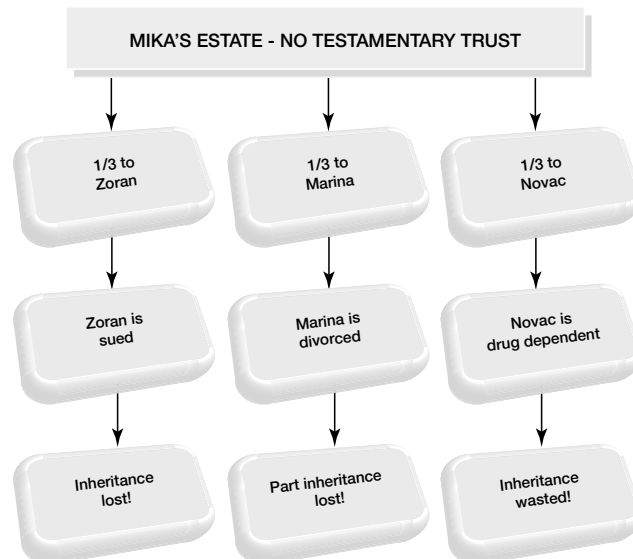 MIKA'S ESTATE - NO TESTAMENTARY TRUST
1/3 to
Zoran
1/3 to
Marina
1/3 to
Novac
Zoran is
sued
Marina is
divorced
Novac is
drug dependent
Inheritance
lost!
Part inheritance
lost!
Inheritance
wasted!